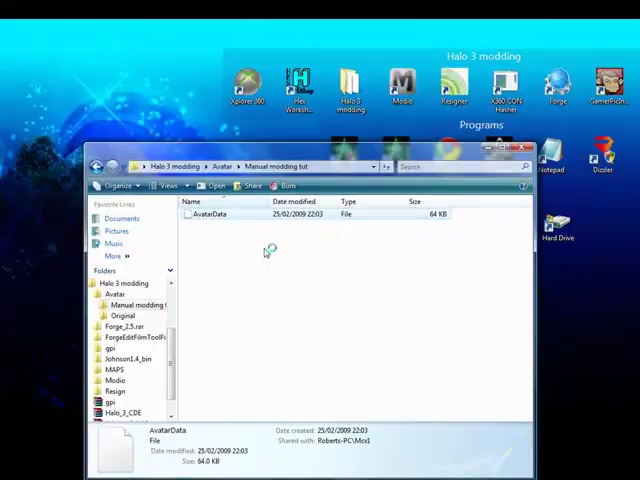 Halo 3 modding
Xplorer360
Hex Worksh...
Halo 3 modding
Modio
Resigner
X360 CON Hasher
Forge
GamerPicIn...
Programs
Notepad
Dizzler
Hard Drive
Halo 3 modding
Avatar
Manual modding tut
Search
Organize
Views
Open
Share
Burn
Favorite Links
Documents
Pictures
Music
More »
Folders
Halo 3 modding
Avatar
Manual modding t
Original
Forge_2.5.rar
ForgeEditFilmToolFi
gpi
Johnson1.4_bin
MAPS
Modio
Resign
gpi
Halo_3_CDE
Name Date modified Type Size
AvatarData 25/02/2009 22:03 File 64 KB
AvatarData
File
Date modified: 25/02/2009 22:03
Size: 64.0 KB
Date created: 25/02/2009 22:03
Shared with: Roberts-PC\Mcx1